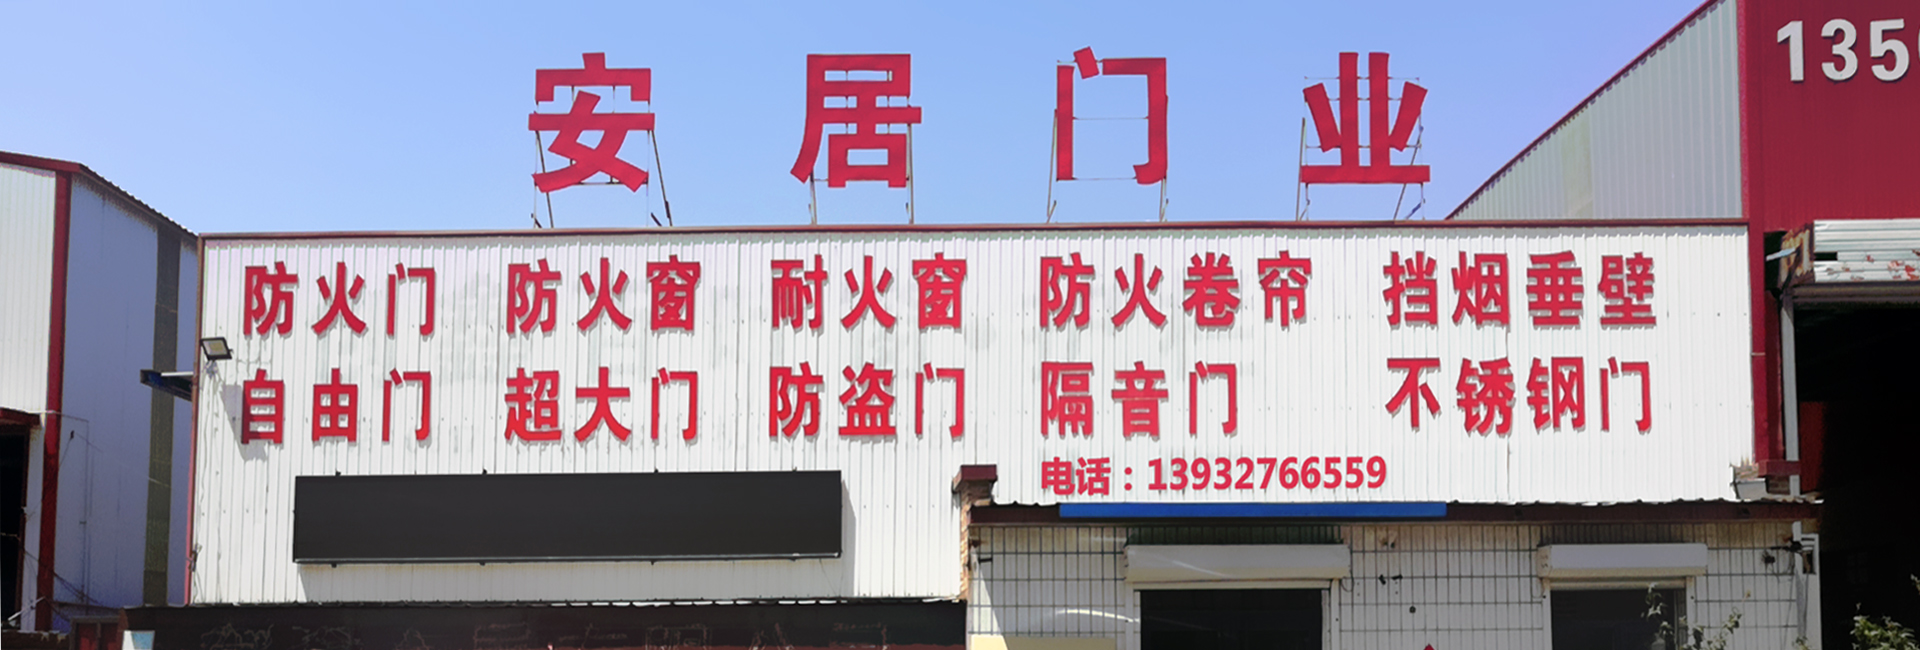 安居门业
135
防火门 防火窗 耐火窗 防火卷帘 挡烟垂壁
自由门 超大门 防盗门 隔音门 不锈钢门
电话：13932766559